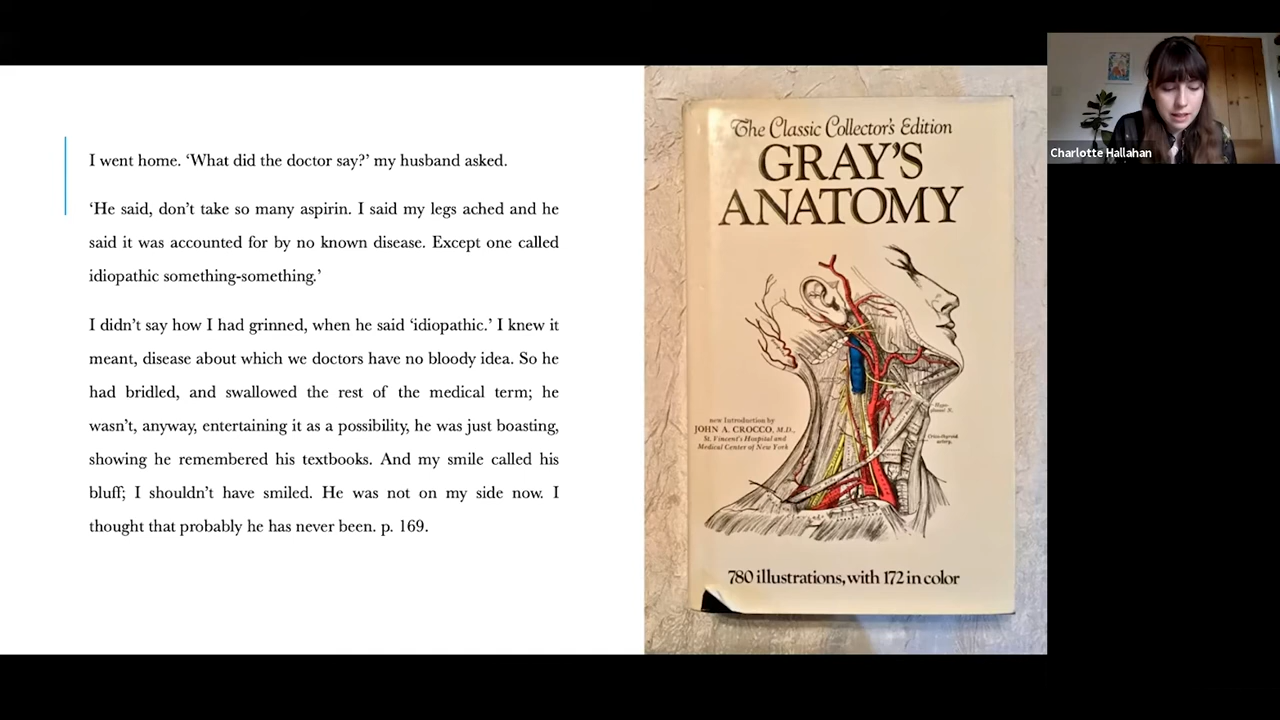 I went home. ‘What did the doctor say?’ my husband asked.
‘He said, don’t take so many aspirin. I said my legs ached and he
said it was accounted for by no known disease. Except one called
idiopathic something-something.’
I didn’t say how I had grinned, when he said ‘idiopathic.’ I knew it
meant, disease about which we doctors have no bloody idea. So he
had bridled, and swallowed the rest of the medical term; he
wasn’t, anyway, entertaining it as a possibility, he was just boasting,
showing he remembered his textbooks. And my smile called his
bluff; I shouldn’t have smiled. He was not on my side now. I
thought that probably he has never been. p. 169.
The Classic Collector's Edition
GRAY'S
ANATOMY
new Introduction by
JOHN A. CROCCO, M.D.,
St. Vincent's Hospital and
Medical Center of New York
780 illustrations, with 172 in color
Charlotte Hallahan